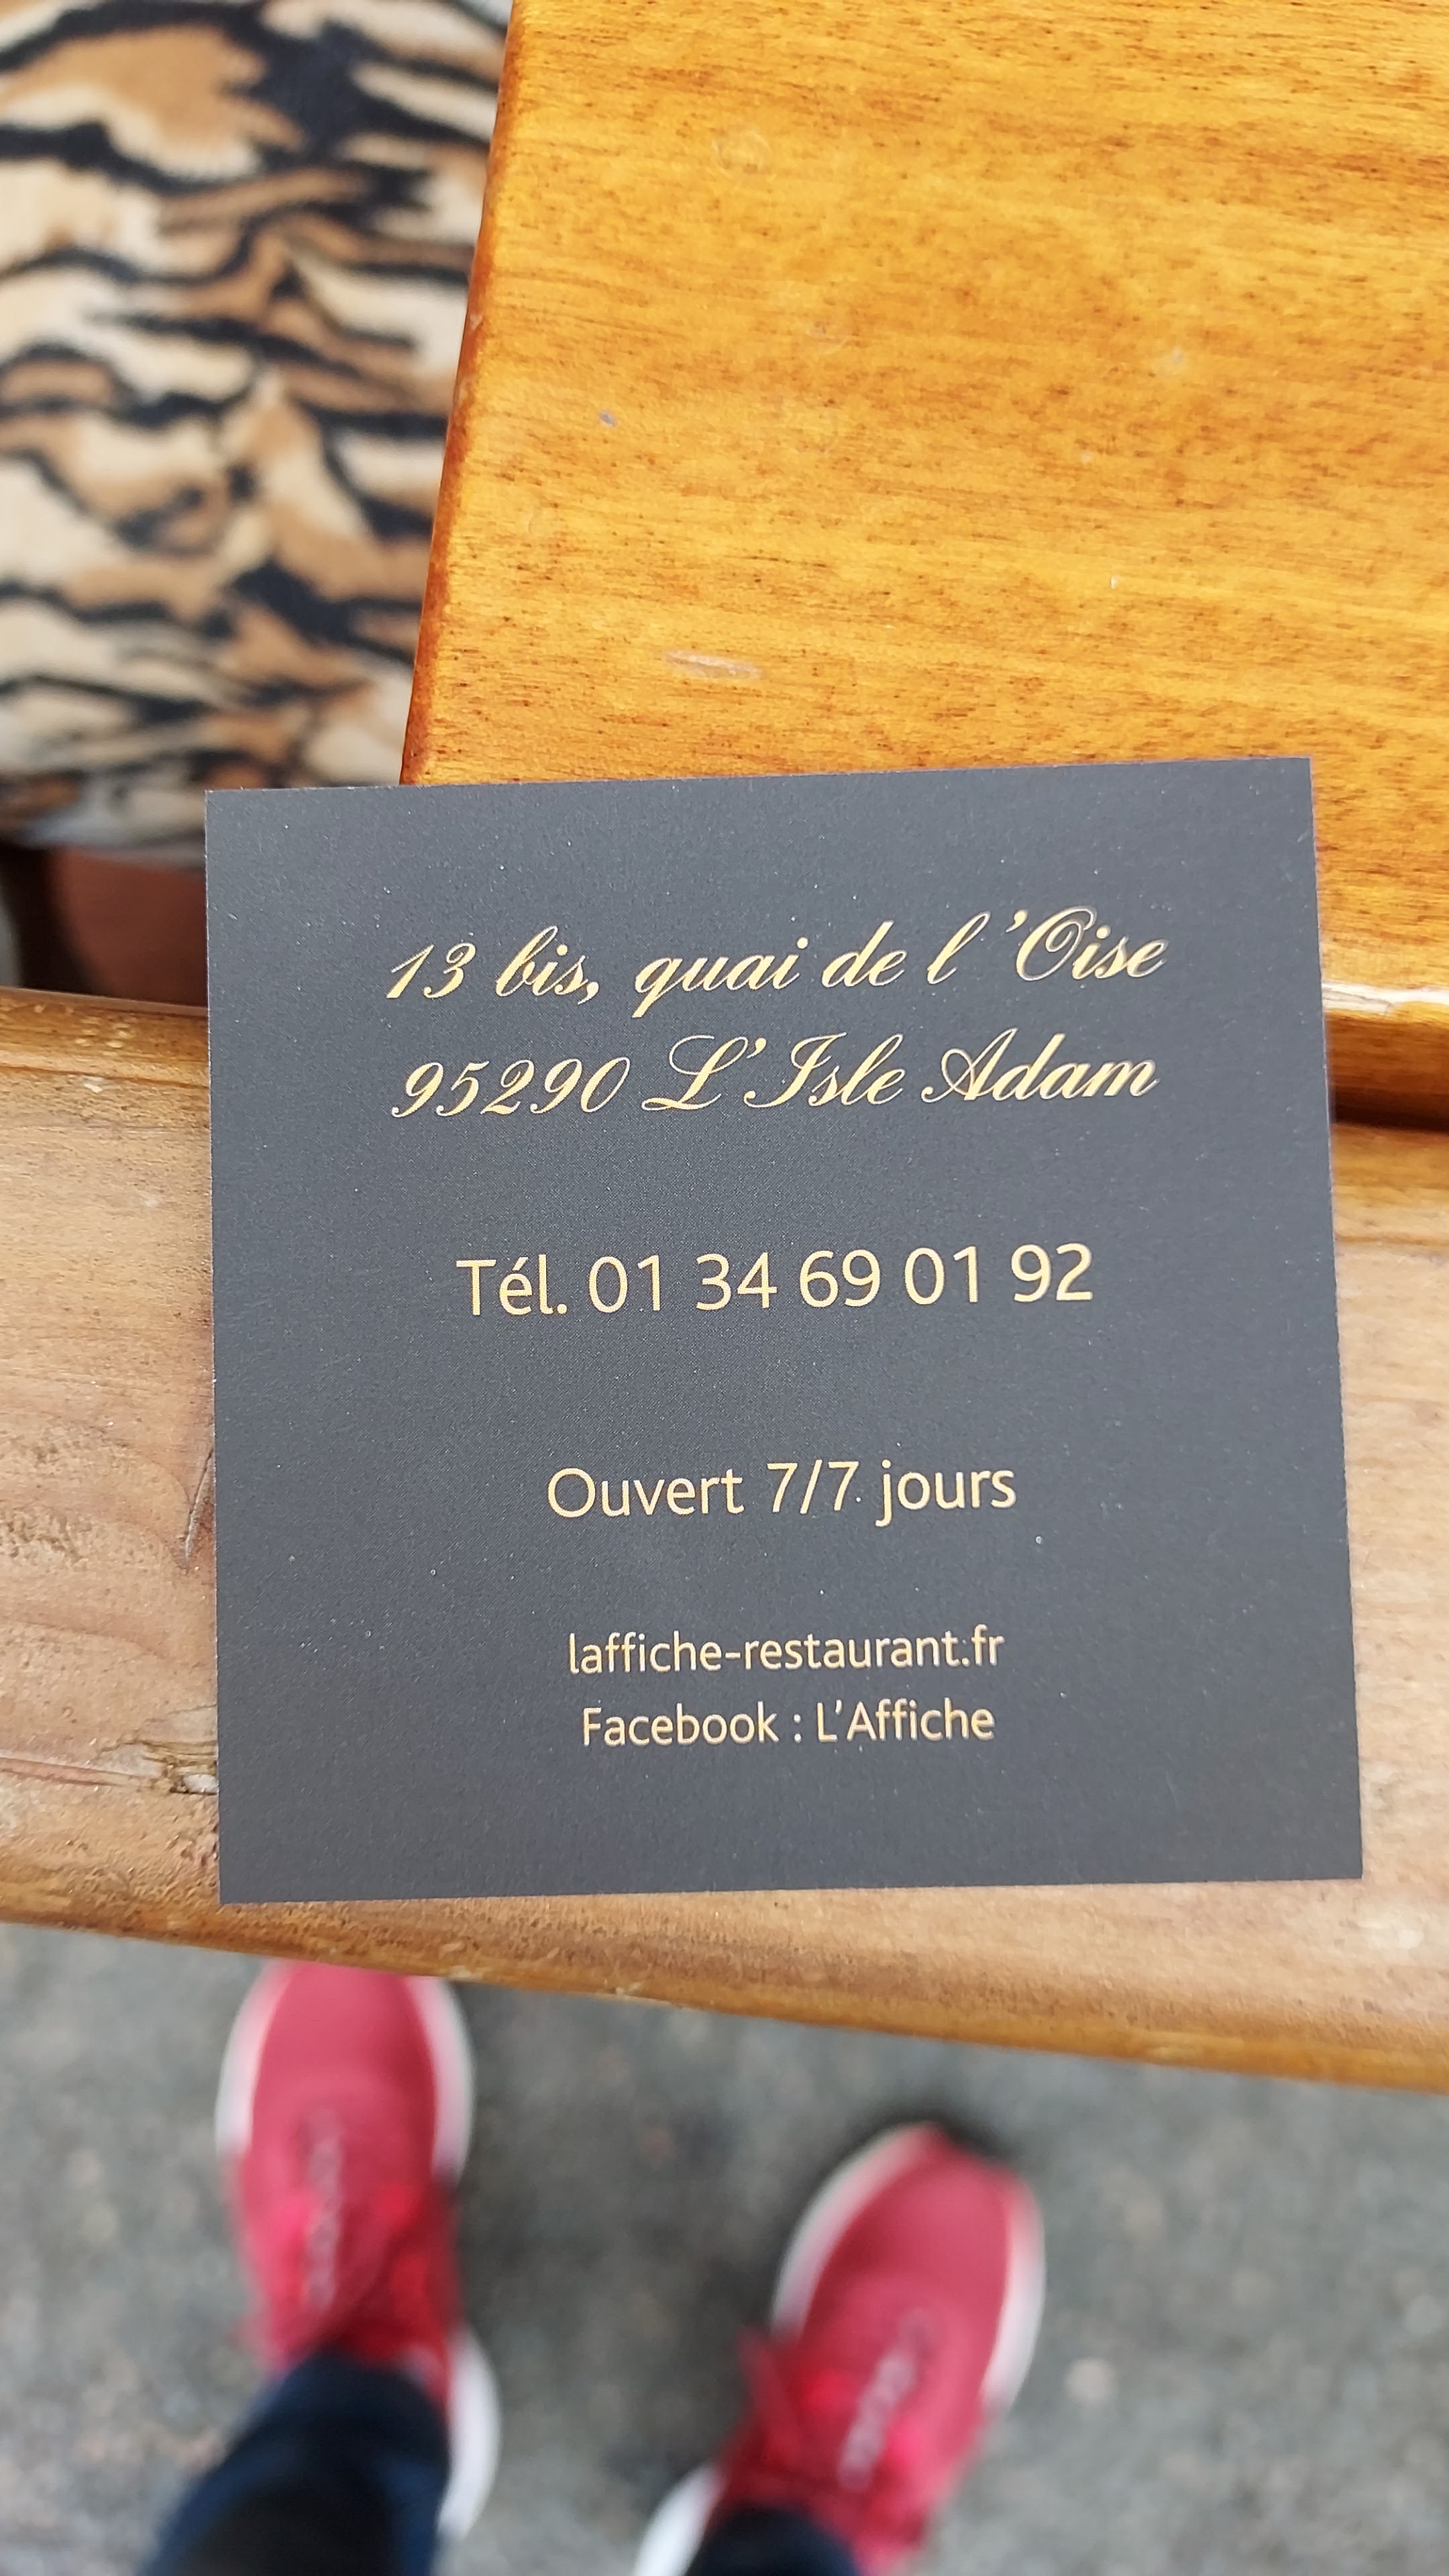 13 bis, quai de l'Oise
95290 L'Isle Adam
Tél. 01 34 69 01 92
Ouvert 7/7 jours
laffiche-restaurant.fr
Facebook : L'Affiche